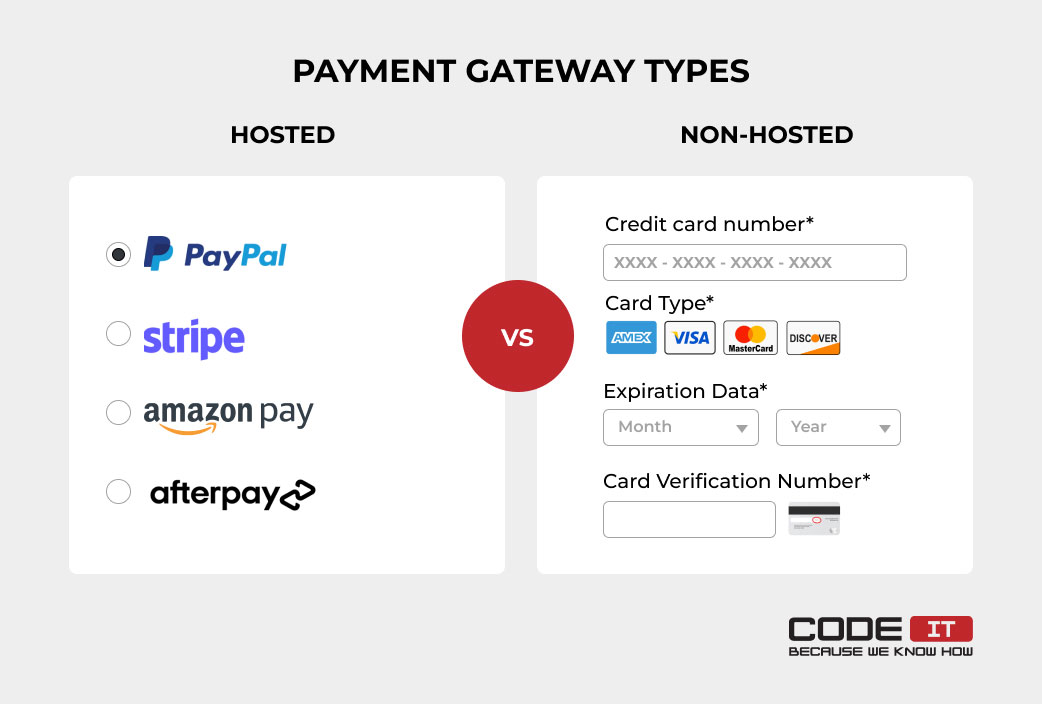 PAYMENT GATEWAY TYPES
HOSTED
PayPal
stripe
amazon pay
afterpay
VS
NON-HOSTED
Credit card number*
XXXX - XXXX - XXXX - XXXX
Card Type*
AMEX VISA MasterCard DISCOVER
Expiration Data*
Month Year
Card Verification Number*
CODE IT
BECAUSE WE KNOW HOW